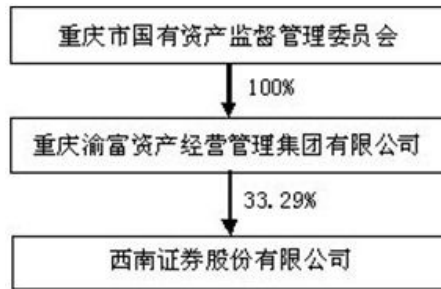 重庆市国有资产监督管理委员会
100%
重庆渝富资产经营管理集团有限公司
33.29%
西南证券股份有限公司